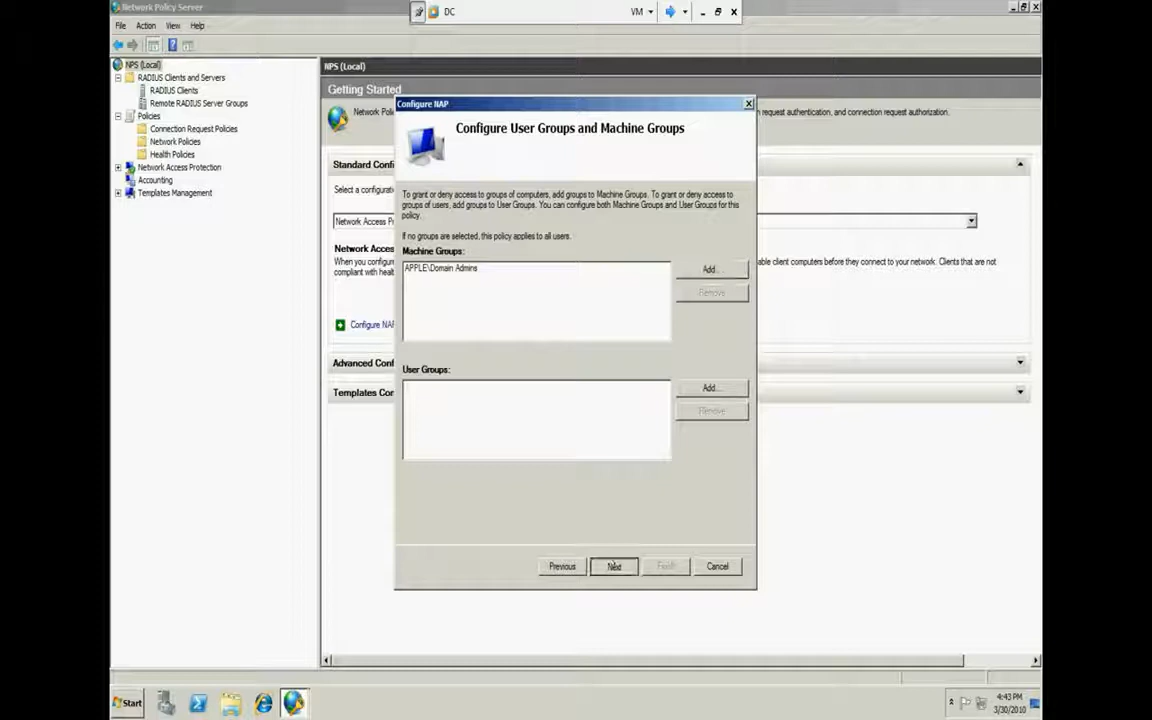 Network Policy Server
DC
VM
File Action View Help
NPS (Local)
RADIUS Clients and Servers
RADIUS Clients
Remote RADIUS Server Groups
Policies
Connection Request Policies
Network Policies
Health Policies
Network Access Protection
Accounting
Templates Management
NPS (Local)
Getting Started
Network Pol
request authentication, and connection request authorization.
Standard Confi
Select a configurat
Network Access Pr
Network Acces
When you configur
able client computers before they connect to your network. Clients that are not
compliant with healt
Configure NAP
Advanced Conf
Templates Con
Configure NAP
Configure User Groups and Machine Groups
To grant or deny access to groups of computers, add groups to Machine Groups. To grant or deny access to
groups of users, add groups to User Groups. You can configure both Machine Groups and User Groups for this
policy.
If no groups are selected, this policy applies to all users.
Machine Groups:
APPLE\Domain Admins
Add...
Remove
User Groups:
Add...
Remove
Previous Next Finish Cancel
Start
4:43 PM
3/30/2010